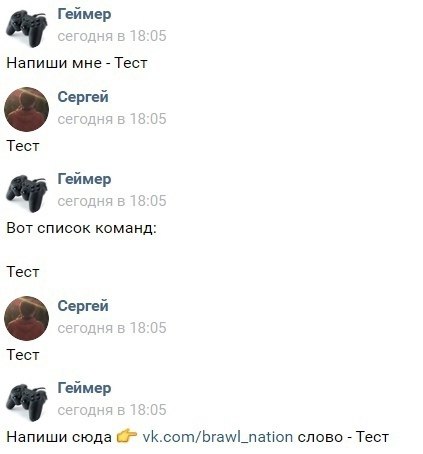 Геймер
сегодня в 18:05
Напиши мне - Тест
Сергей
сегодня в 18:05
Тест
Геймер
сегодня в 18:05
Вот список команд:
Тест
Сергей
сегодня в 18:05
Тест
Геймер
сегодня в 18:05
Напиши сюда 👉 vk.com/brawl_nation слово - Тест